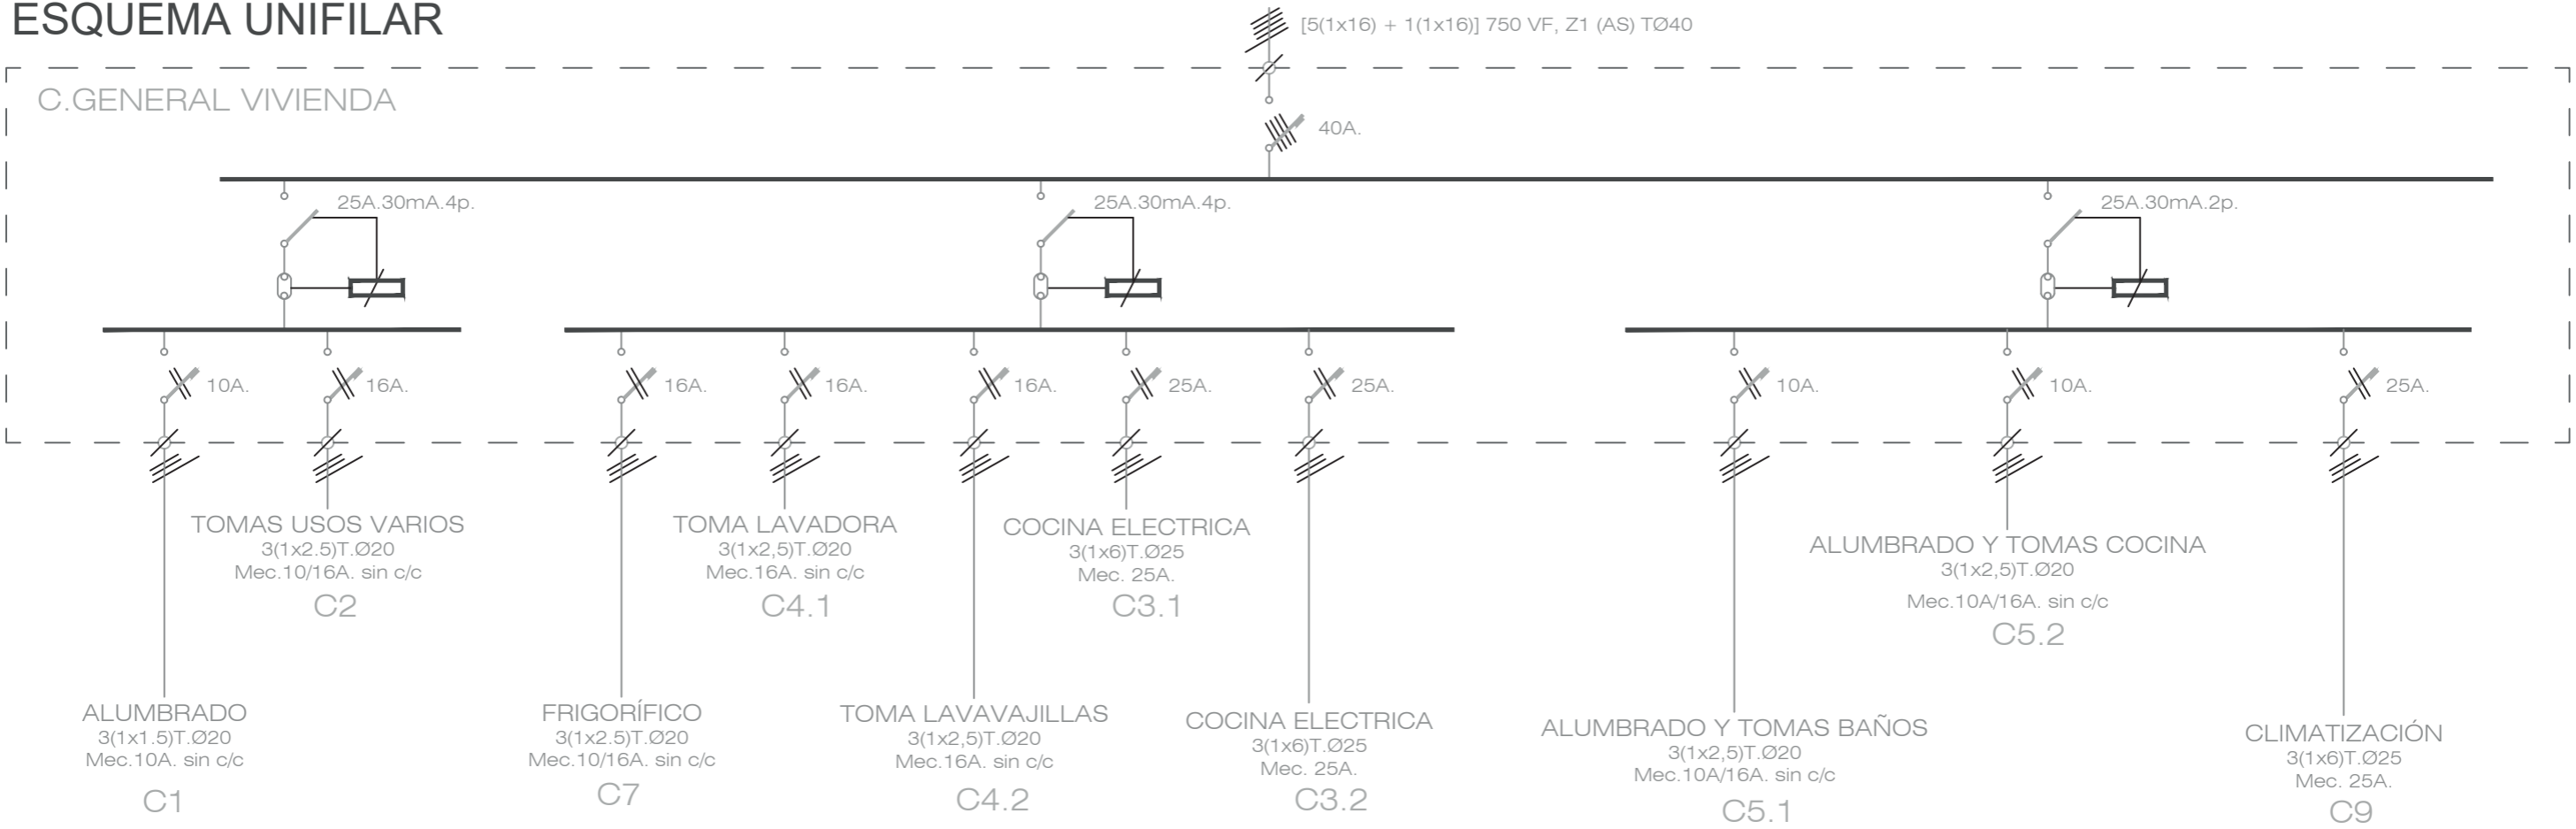 ESQUEMA UNIFILAR
[5(1x16) + 1(1x16)] 750 VF, Z1 (AS) TØ40
C.GENERAL VIVIENDA
40A.
25A.30mA.4p.
25A.30mA.4p.
25A.30mA.2p.
10A.
16A.
16A.
16A.
16A.
25A.
25A.
10A.
10A.
25A.
TOMAS USOS VARIOS
3(1x2.5)T.Ø20
Mec.10/16A. sin c/c
C2
TOMA LAVADORA
3(1x2,5)T.Ø20
Mec.16A. sin c/c
C4.1
COCINA ELECTRICA
3(1x6)T.Ø25
Mec. 25A.
C3.1
ALUMBRADO Y TOMAS COCINA
3(1x2,5)T.Ø20
Mec.10A/16A. sin c/c
C5.2
ALUMBRADO
3(1x1.5)T.Ø20
Mec.10A. sin c/c
C1
FRIGORÍFICO
3(1x2.5)T.Ø20
Mec.10/16A. sin c/c
C7
TOMA LAVAVAJILLAS
3(1x2,5)T.Ø20
Mec.16A. sin c/c
C4.2
COCINA ELECTRICA
3(1x6)T.Ø25
Mec. 25A.
C3.2
ALUMBRADO Y TOMAS BAÑOS
3(1x2,5)T.Ø20
Mec.10A/16A. sin c/c
C5.1
CLIMATIZACIÓN
3(1x6)T.Ø25
Mec. 25A.
C9